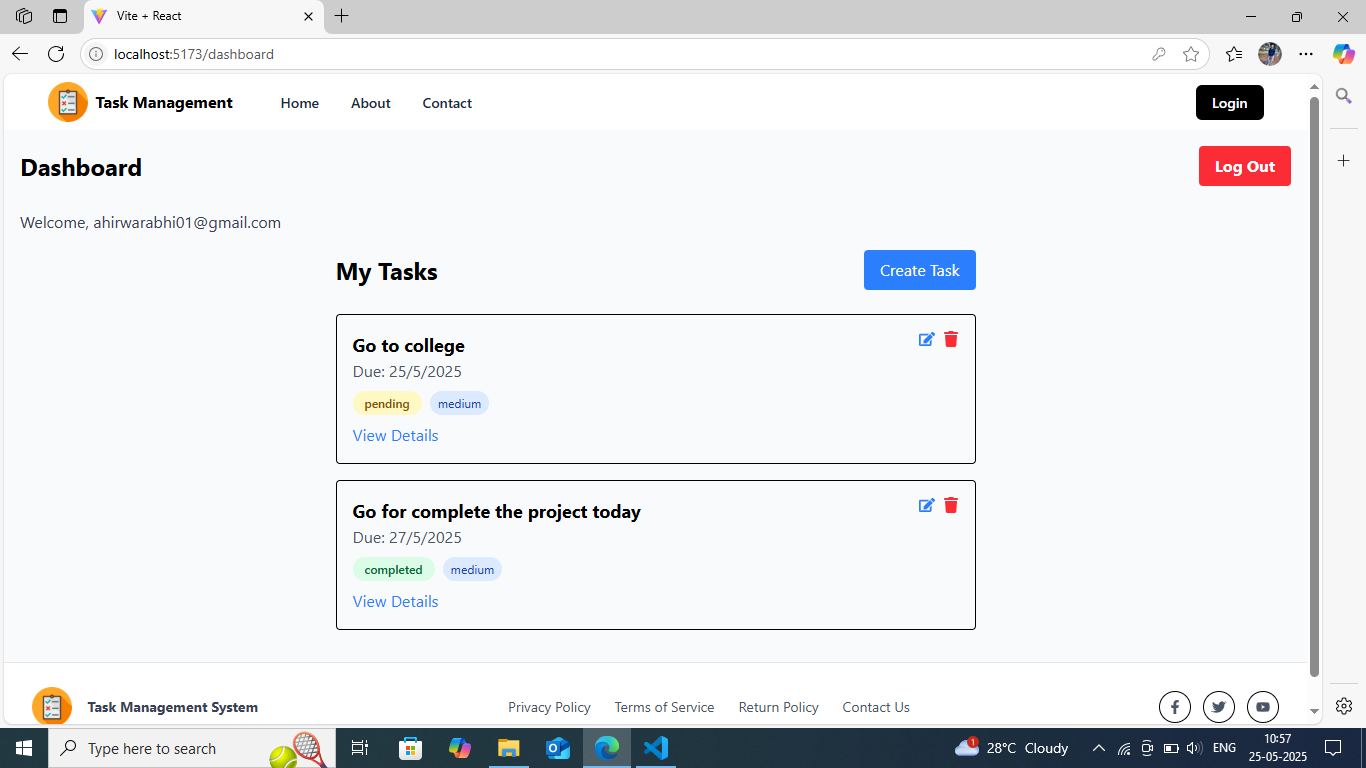 Vite + React
localhost:5173/dashboard
Task Management
Home
About
Contact
Login
Dashboard
Log Out
Welcome, ahirwarabhi01@gmail.com
My Tasks
Create Task
Go to college
Due: 25/5/2025
pending
medium
View Details
Go for complete the project today
Due: 27/5/2025
completed
medium
View Details
Task Management System
Privacy Policy
Terms of Service
Return Policy
Contact Us
Type here to search
1
28°C Cloudy
ENG
10:57
25-05-2025